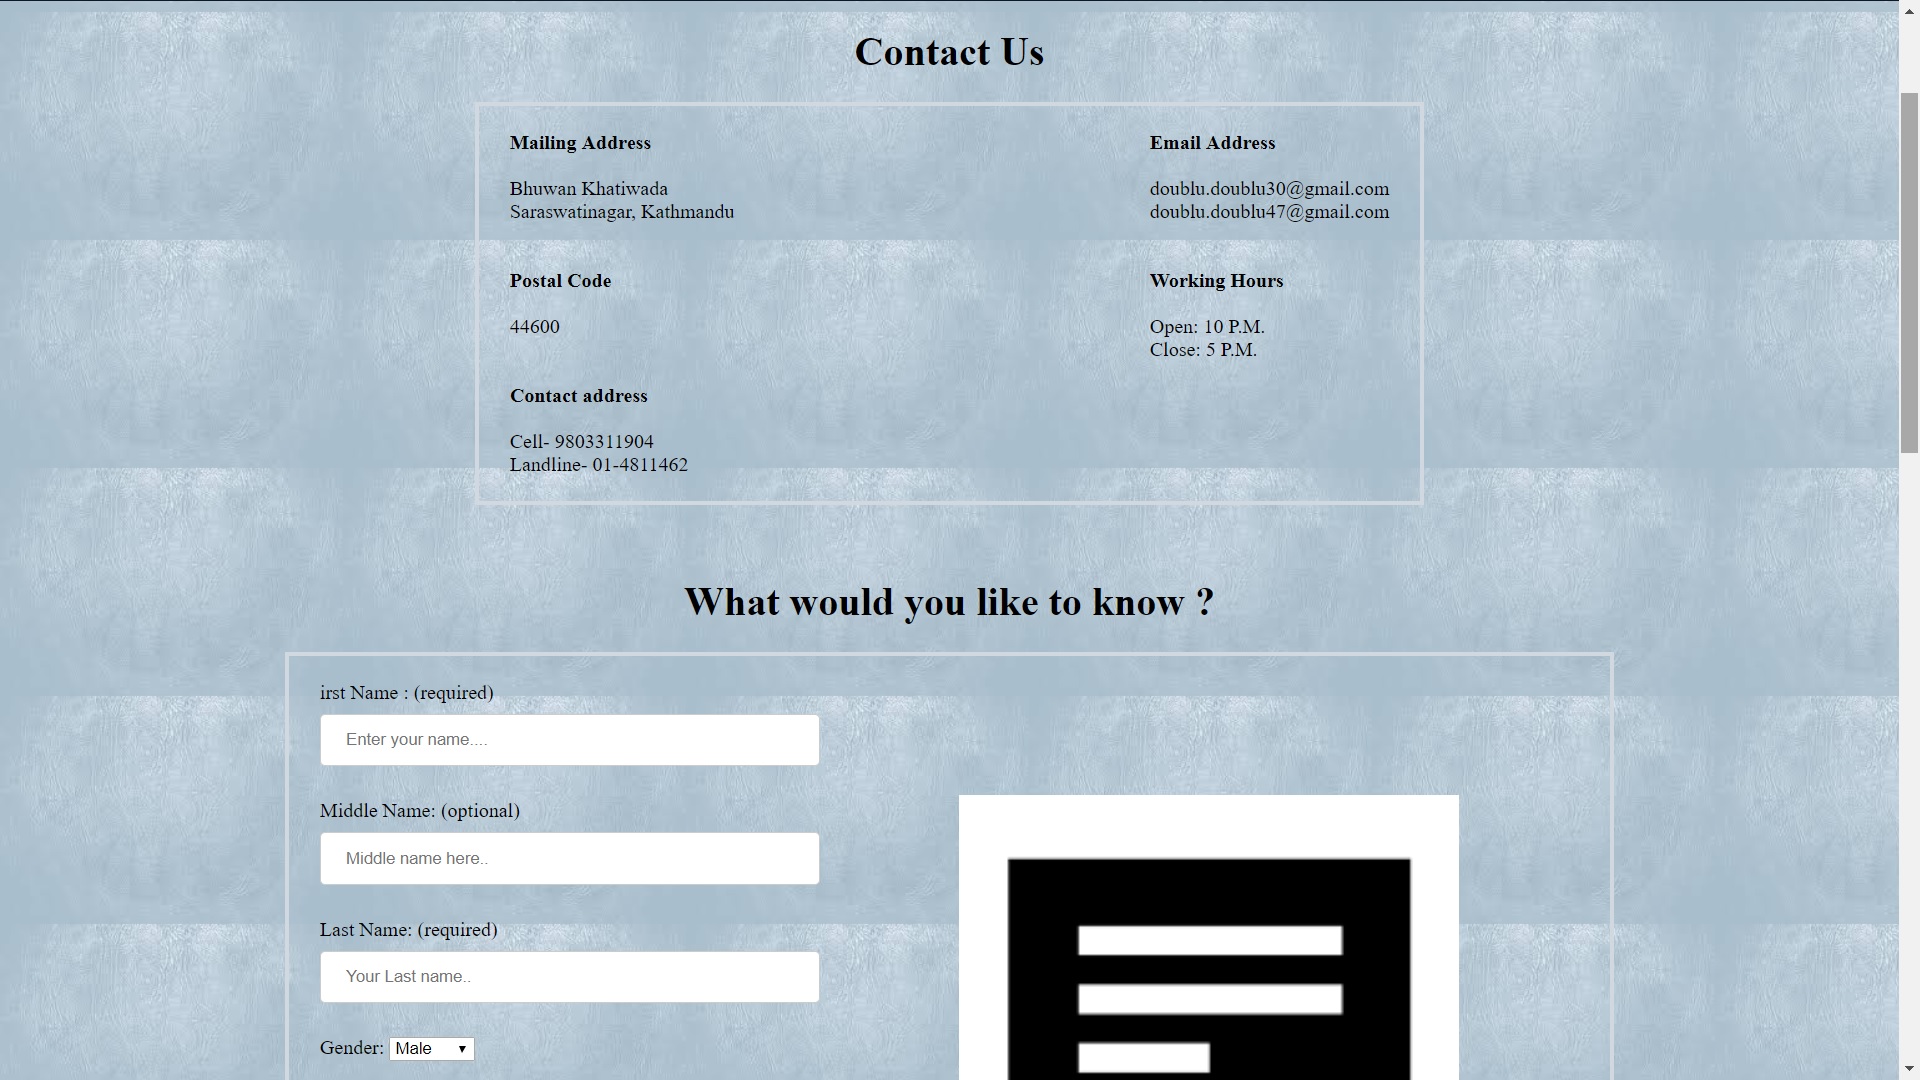 Contact Us
Mailing Address
Bhuwan Khatiwada
Saraswatinagar, Kathmandu
Email Address
doublu.doublu30@gmail.com
doublu.doublu47@gmail.com
Postal Code
44600
Working Hours
Open: 10 P.M.
Close: 5 P.M.
Contact address
Cell- 9803311904
Landline- 01-4811462
What would you like to know ?
irst Name : (required)
Enter your name....
Middle Name: (optional)
Middle name here..
Last Name: (required)
Your Last name..
Gender: Male